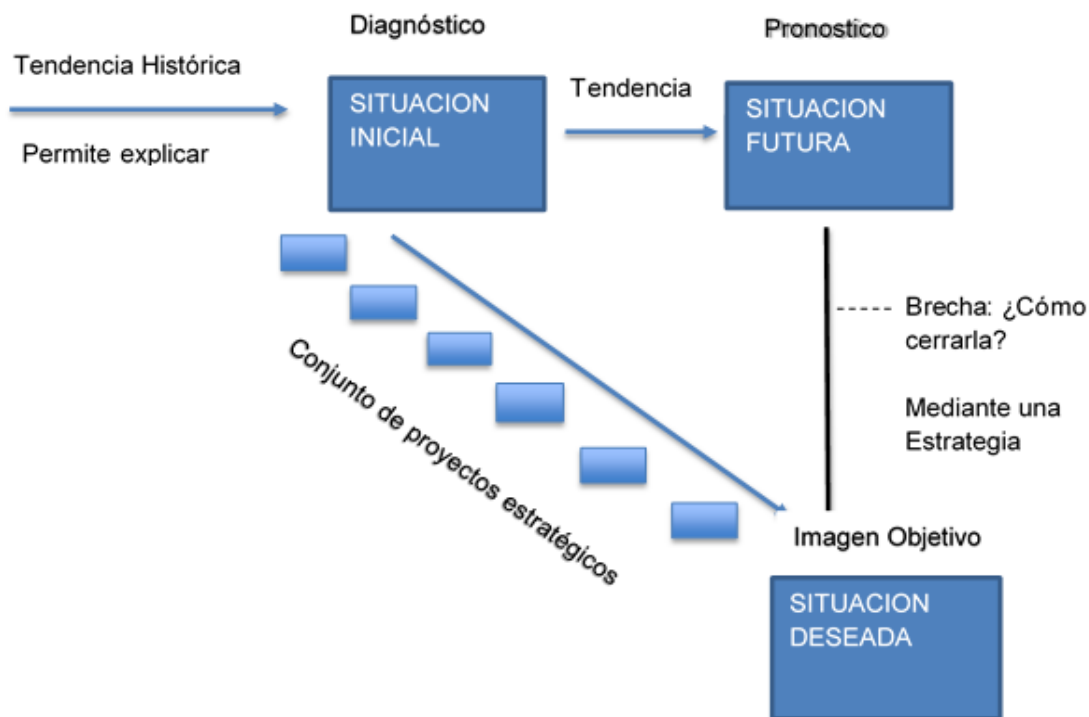 Diagnóstico
Pronostico
Tendencia Histórica
Permite explicar
SITUACION
INICIAL
Tendencia
SITUACION
FUTURA
Brecha: ¿Cómo
cerrarla?
Mediante una
Estrategia
Conjunto de proyectos estratégicos
Imagen Objetivo
SITUACION
DESEADA